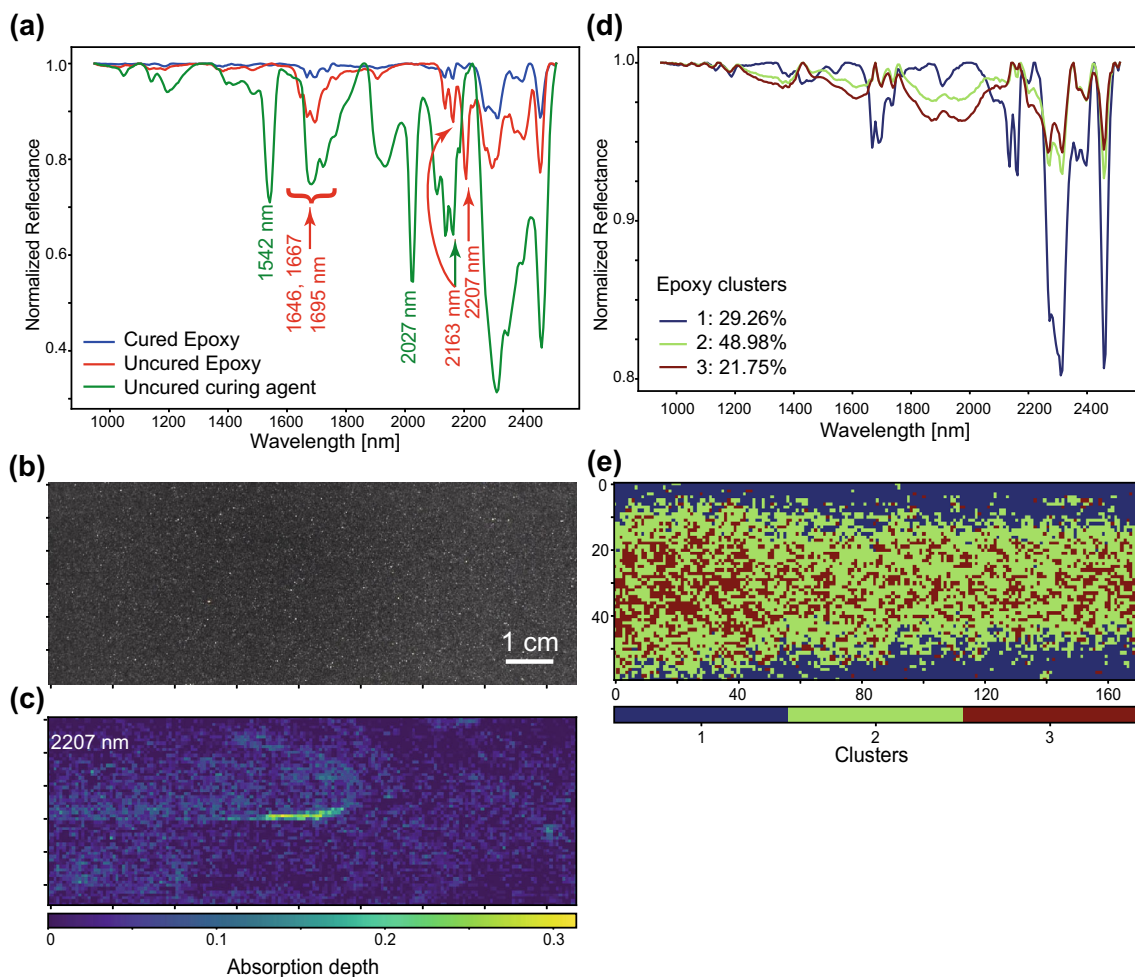 (a)
Normalized Reflectance
1.0
0.8
0.6
0.4
1542 nm
1646, 1667
1695 nm
2027 nm
2163 nm
2207 nm
Cured Epoxy
Uncured Epoxy
Uncured curing agent
1000 1200 1400 1600 1800 2000 2200 2400
Wavelength [nm]
(b)
1 cm
(c)
2207 nm
0 0.1 0.2 0.3
Absorption depth
(d)
Normalized Reflectance
1.0
0.9
0.8
Epoxy clusters
1: 29.26%
2: 48.98%
3: 21.75%
1000 1200 1400 1600 1800 2000 2200 2400
Wavelength [nm]
(e)
0
20
40
0 40 80 120 160
1 2 3
Clusters